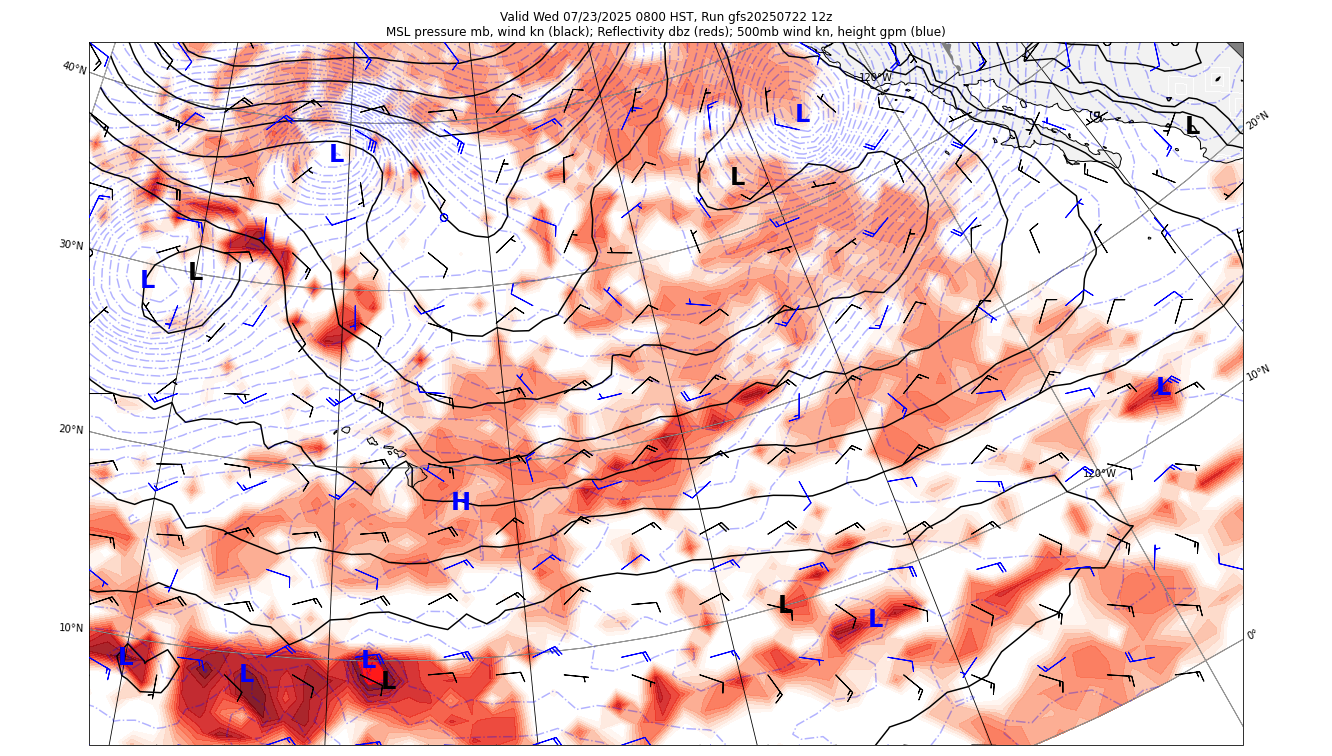 Valid Wed 07/23/2025 0800 HST, Run gfs20250722 12z
MSL pressure mb, wind kn (black); Reflectivity dbz (reds); 500mb wind kn, height gpm (blue)
40°N
120°W
20°N
L
L
L
L
30°N
L
L
10°N
L
20°N
120°W
H
L
L
10°N
0°
L
L
L
L